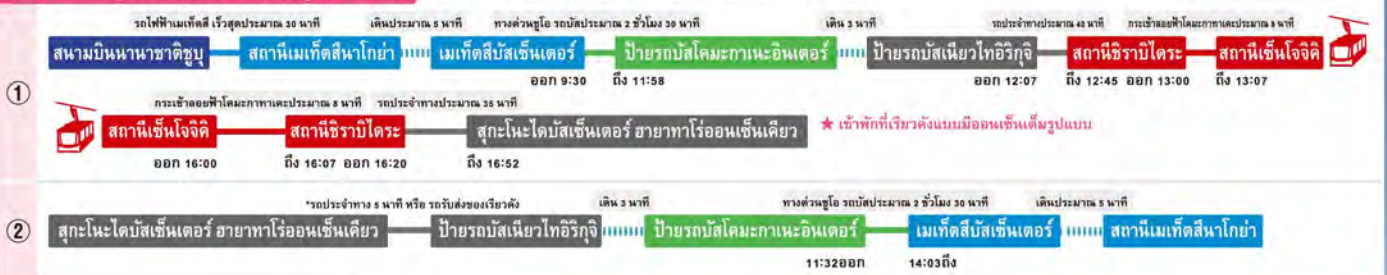 รถไฟฟ้าเมเท็ตสึ เร็วสุดประมาณ 30 นาที เดินประมาณ 5 นาที ทางด่วนชูโอ รถบัสประมาณ 2 ชั่วโมง 30 นาที เดิน 3 นาที รถประจำทางประมาณ 40 นาที กระเช้าลอยฟ้าโคมะกาทาเคะประมาณ 8 นาที
สนามบินนานาชาติชูบุ สถานีเมเท็ตสึนาโกย่า เมเท็ตสึบัสเซ็นเตอร์ ป้ายรถบัสโคมะกาเนะอินเตอร์ ป้ายรถบัสเนียวไทอิริกุจิ สถานีชิราบิไดระ สถานีเซ็นโจจิคิ
ออก 9:30 ถึง 11:58 ออก 12:07 ถึง 12:45 ออก 13:00 ถึง 13:07
①
กระเช้าลอยฟ้าโคมะกาทาเคะประมาณ 8 นาที รถประจำทางประมาณ 35 นาที
สถานีเซ็นโจจิคิ สถานีชิราบิไดระ สุกะโนะไดบัสเซ็นเตอร์ ฮายาทาโร่ออนเซ็นเคียว ★ เข้าพักที่เรียวคังแบบมีออนเซ็นเต็มรูปแบบ
ออก 16:00 ถึง 16:07 ออก 16:20 ถึง 16:52
*รถประจำทาง 5 นาที หรือ รถรับส่งของเรียวคัง เดิน 3 นาที ทางด่วนชูโอ รถบัสประมาณ 2 ชั่วโมง 30 นาที เดินประมาณ 5 นาที
② สุกะโนะไดบัสเซ็นเตอร์ ฮายาทาโร่ออนเซ็นเคียว ป้ายรถบัสเนียวไทอิริกุจิ ป้ายรถบัสโคมะกาเนะอินเตอร์ เมเท็ตสึบัสเซ็นเตอร์ สถานีเมเท็ตสึนาโกย่า
11:32ออก 14:03ถึง